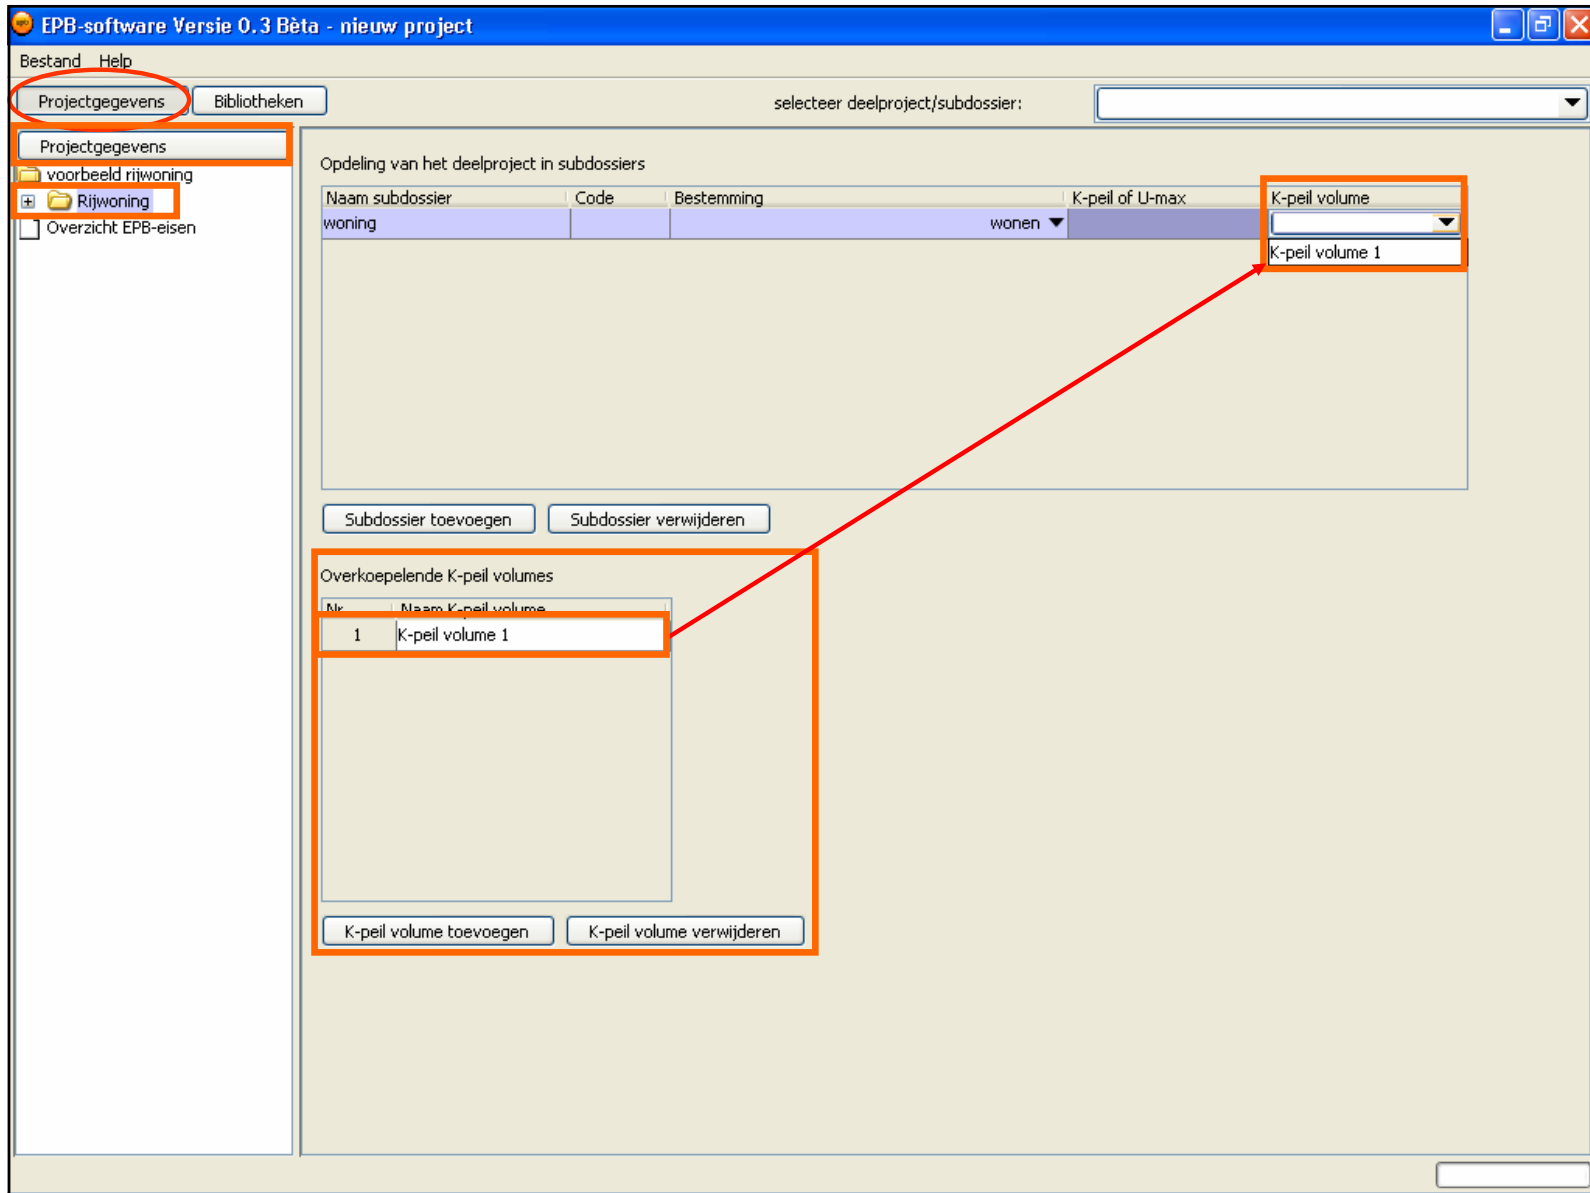 EPB-software Versie 0.3 Bèta - nieuw project
Bestand Help
Projectgegevens Bibliotheken selecteer deelproject/subdossier:
Projectgegevens
voorbeeld rijwoning
Rijwoning
Overzicht EPB-eisen
Opdeling van het deelproject in subdossiers
Naam subdossier Code Bestemming K-peil of U-max K-peil volume
woning wonen
K-peil volume 1
Subdossier toevoegen Subdossier verwijderen
Overkoepelende K-peil volumes
Nr Naam K-peil volume
1 K-peil volume 1
K-peil volume toevoegen K-peil volume verwijderen